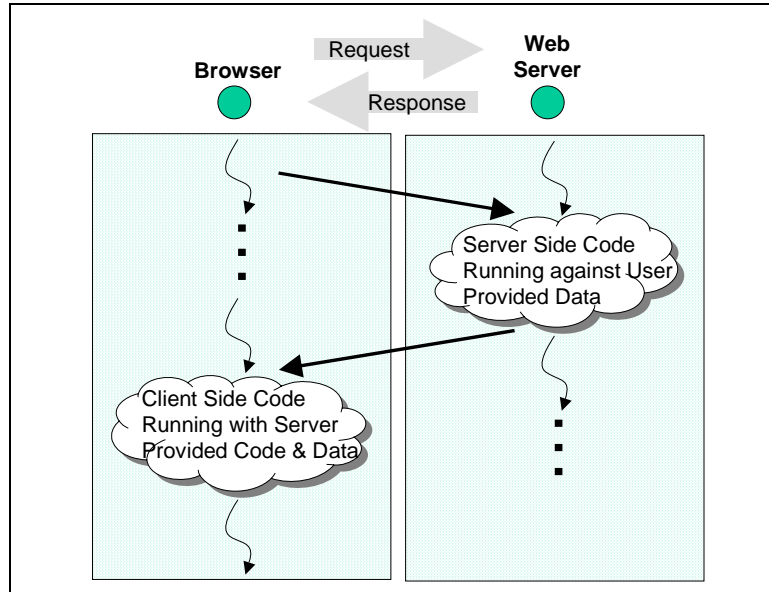 Request
Web
Server
Browser
Response
Server Side Code
Running against User
Provided Data
Client Side Code
Running with Server
Provided Code & Data